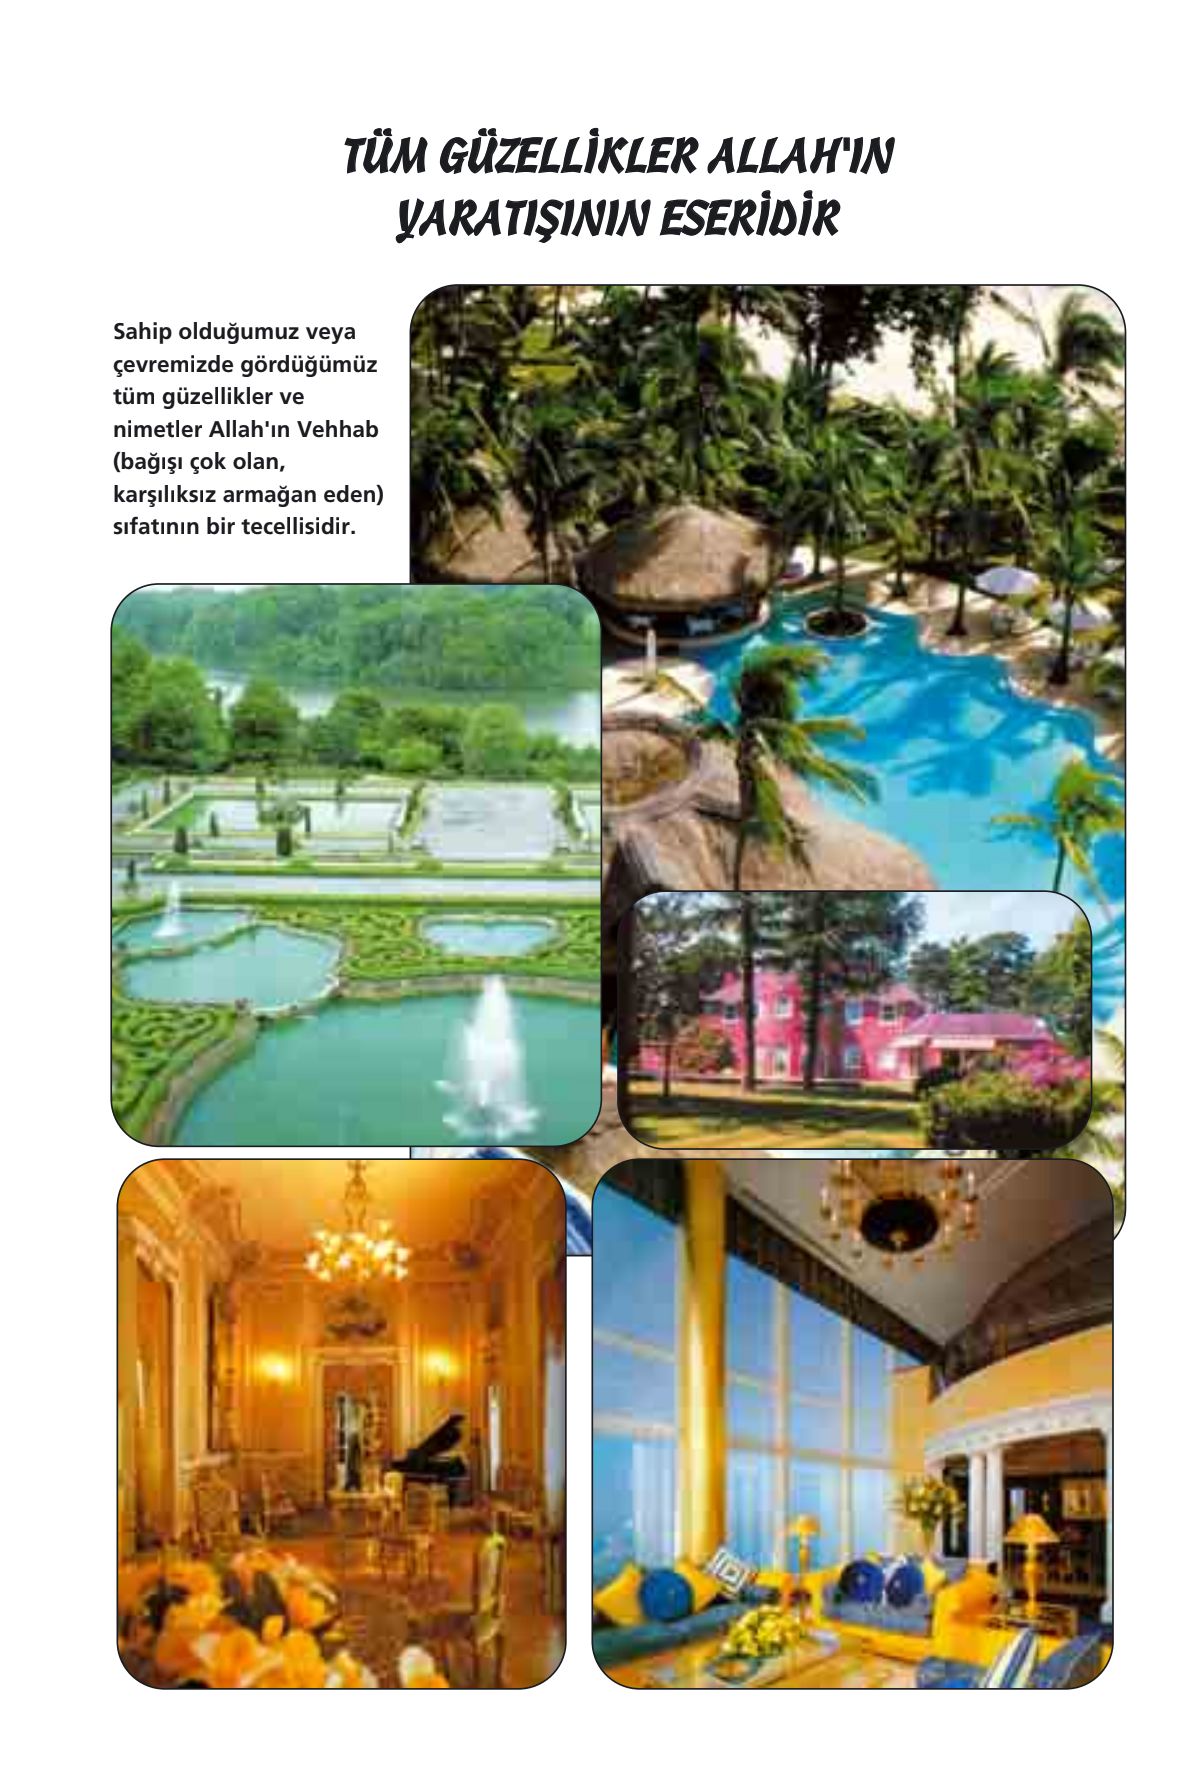 TÜM GÜZELLİKLER ALLAH'IN
YARATIŞININ ESERİDİR
Sahip olduğumuz veya
çevremizde gördüğümüz
tüm güzellikler ve
nimetler Allah'ın Vehhab
(bağışı çok olan,
karşılıksız armağan eden)
sıfatının bir tecellisidir.